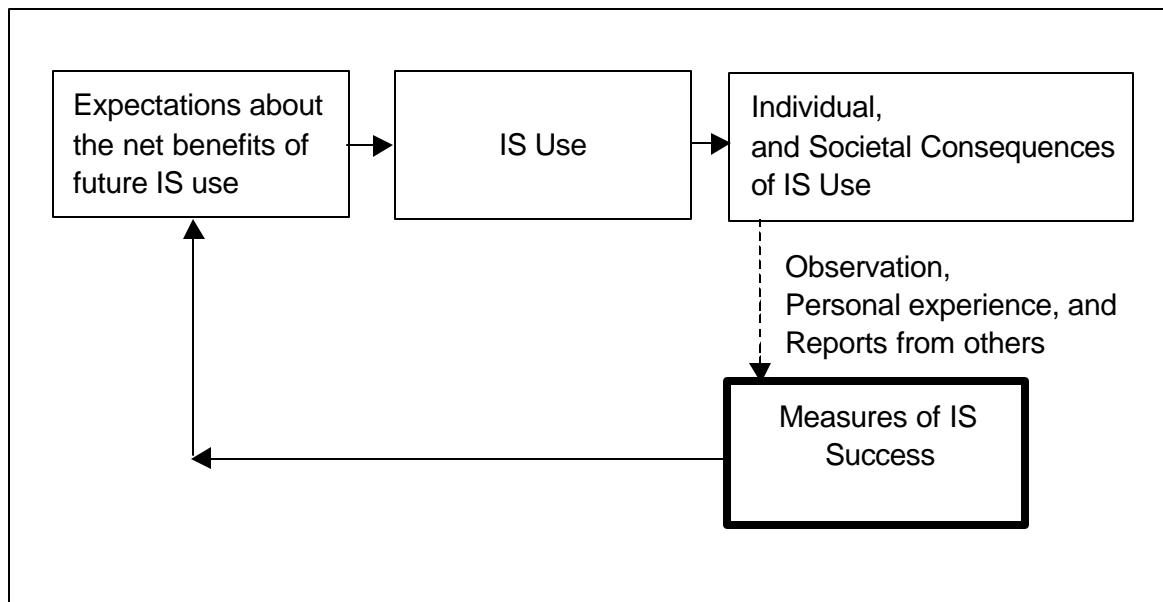 Expectations about
the net benefits of
future IS use
IS Use
Individual,
and Societal Consequences
of IS Use
Observation,
Personal experience, and
Reports from others
Measures of IS
Success